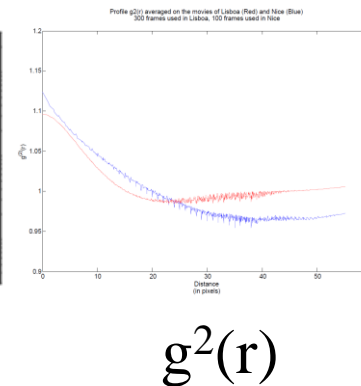 Profile g2(r) averaged on the movies of Lisboa (Red) and Nice (Blue)
300 frames used in Lisboa, 100 frames used in Nice
1.2
1.15
1.1
1.05
1
0.95
0.9
g²(r)
0
10
20
30
40
50
Distance
(in pixels)
g²(r)